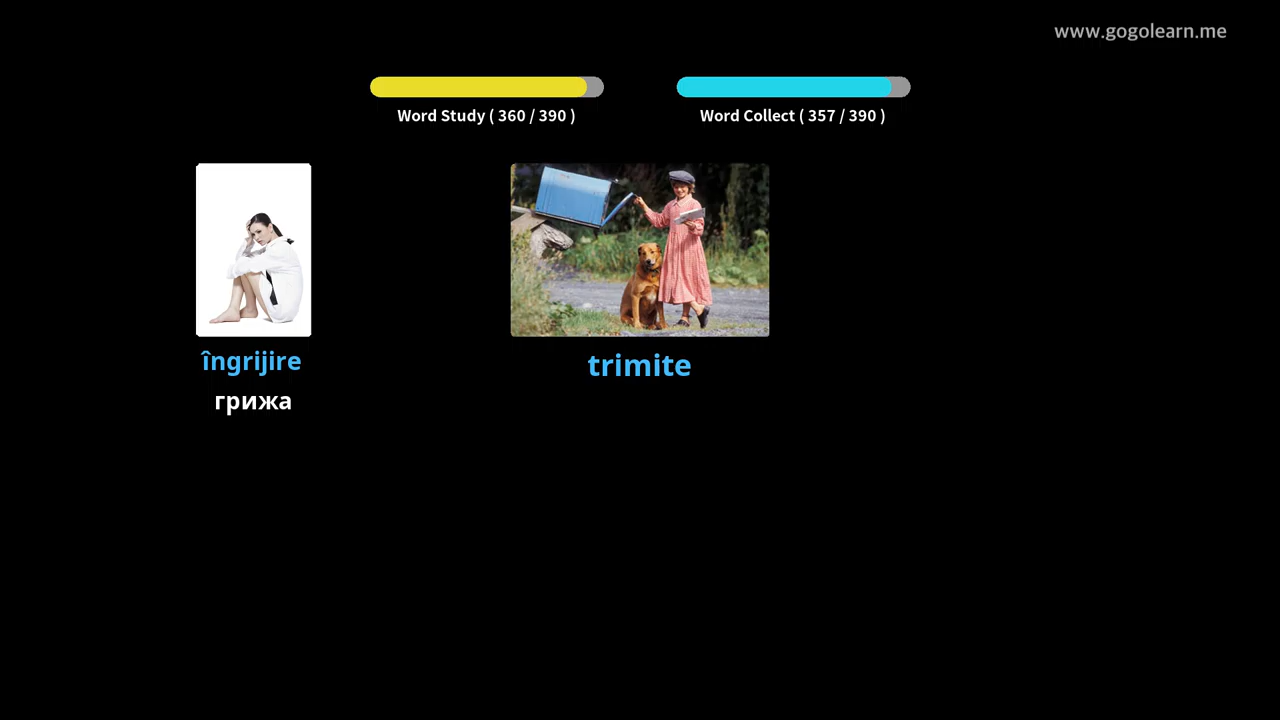 www.gogolearn.me
Word Study ( 360 / 390 )
Word Collect ( 357 / 390 )
îngrijire
грижа
trimite